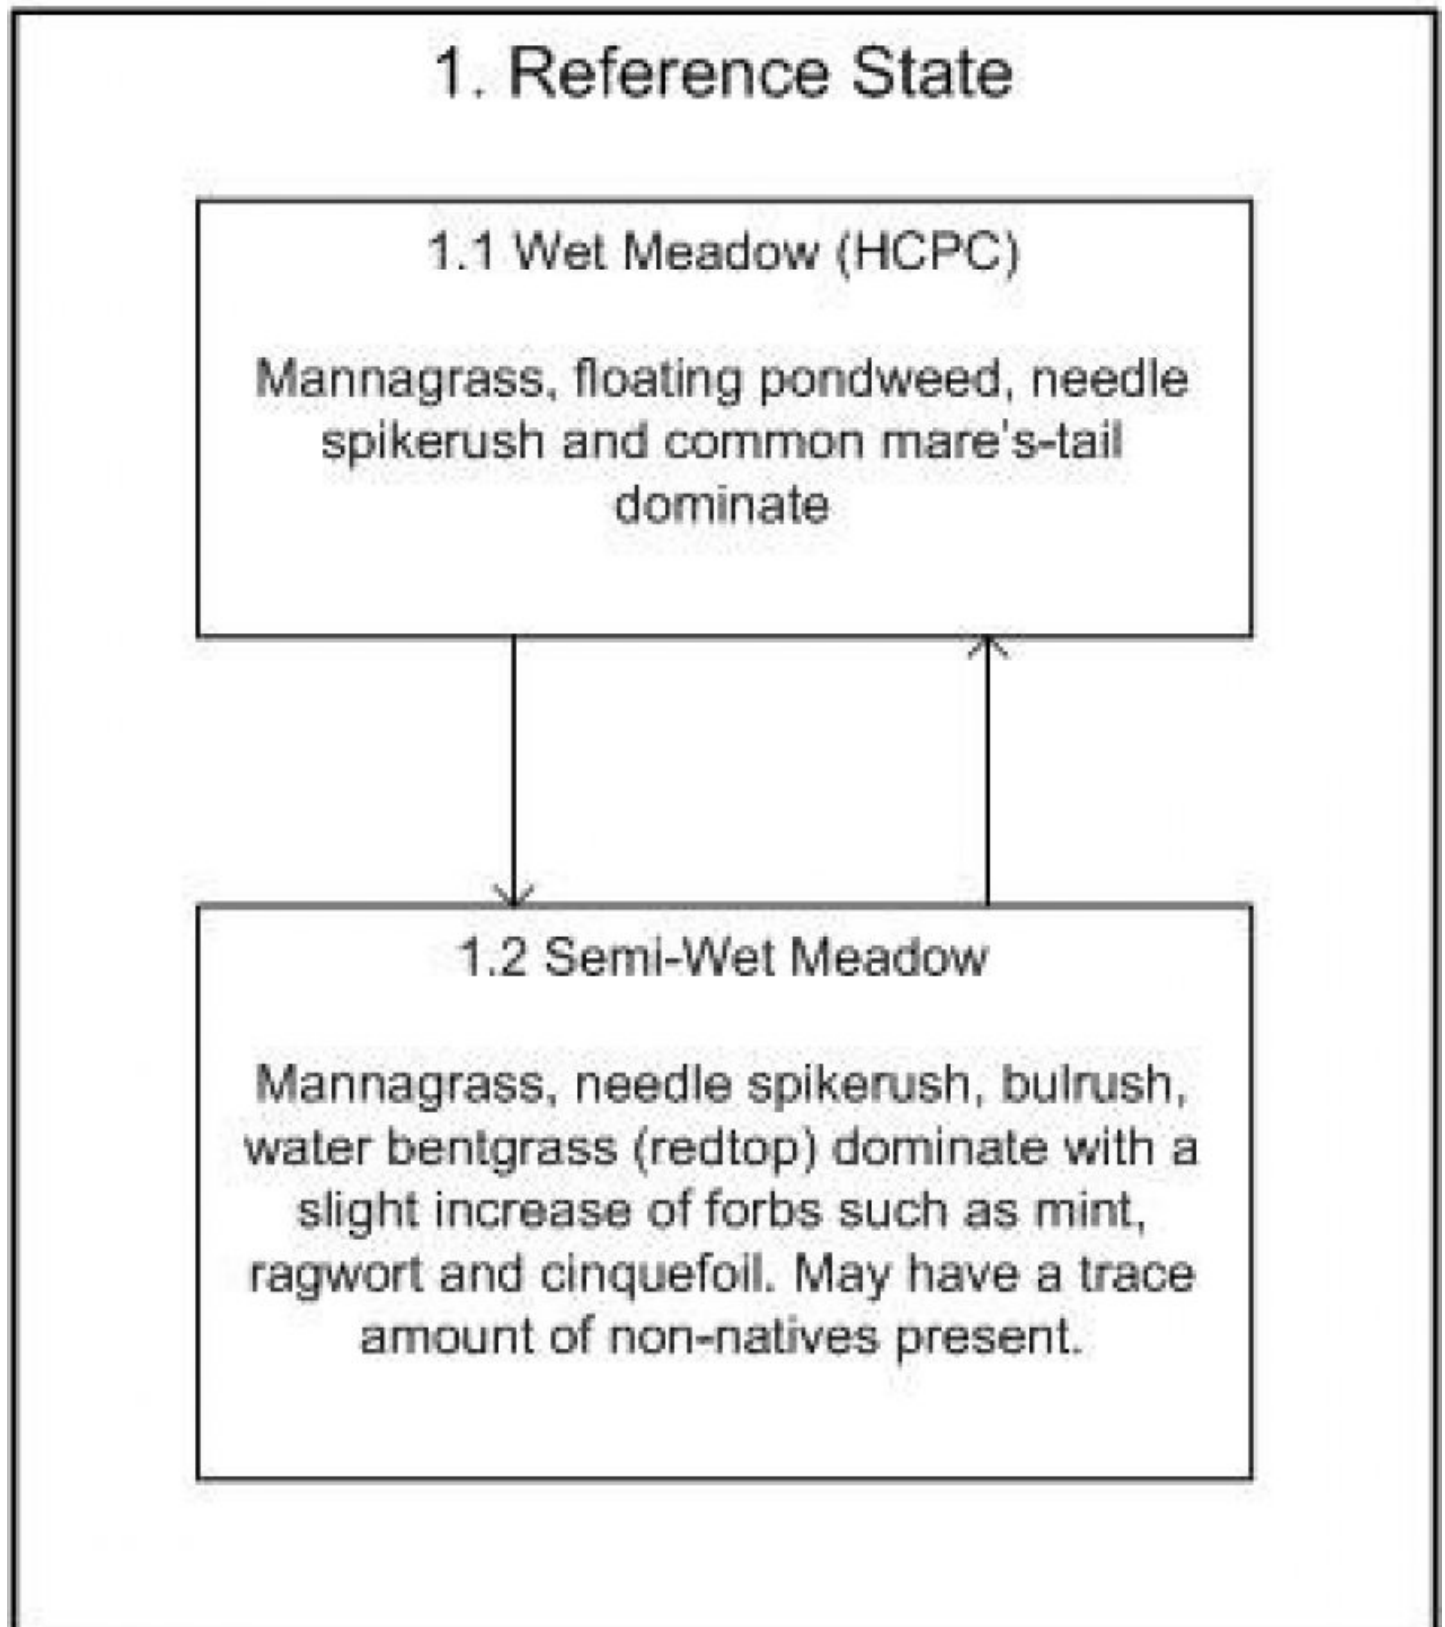 1. Reference State
1.1 Wet Meadow (HCPC)
Mannagrass, floating pondweed, needle
spikerush and common mare's-tail
dominate
1.2 Semi-Wet Meadow
Mannagrass, needle spikerush, bulrush,
water bentgrass (redtop) dominate with a
slight increase of forbs such as mint,
ragwort and cinquefoil. May have a trace
amount of non-natives present.